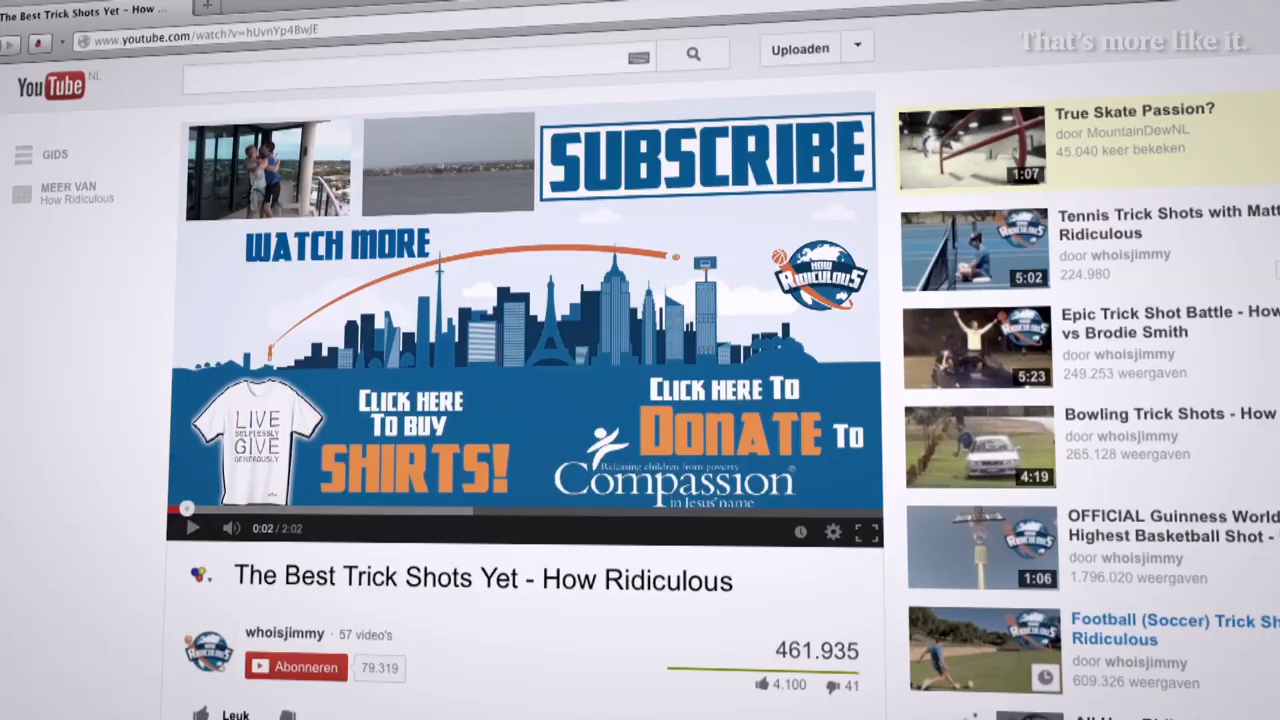 The Best Trick Shots Yet - How ...
www.youtube.com/watch?v=hUvnYp4BwJE
That's more like it.
YouTube NL
Uploaden
GIDS
MEER VAN
How Ridiculous
SUBSCRIBE
WATCH MORE
HOW
RIDICULOUS
LIVE
SELFLESSLY
GIVE
GENEROUSLY
CLICK HERE
TO BUY
SHIRTS!
CLICK HERE TO
DONATE TO
Releasing children from poverty
Compassion®
in Jesus' name
0:02 / 2:02
The Best Trick Shots Yet - How Ridiculous
whoisjimmy · 57 video's
Abonneren 79.319
461.935
4.100 41
Leuk
True Skate Passion?
door MountainDewNL
45.040 keer bekeken
1:07
Tennis Trick Shots with Matt
Ridiculous
door whoisjimmy
224.980
5:02
Epic Trick Shot Battle - How
vs Brodie Smith
door whoisjimmy
249.253 weergaven
5:23
Bowling Trick Shots - How
door whoisjimmy
265.128 weergaven
4:19
OFFICIAL Guinness World
Highest Basketball Shot -
door whoisjimmy
1.796.020 weergaven
1:06
Football (Soccer) Trick Sh
Ridiculous
door whoisjimmy
609.326 weergaven